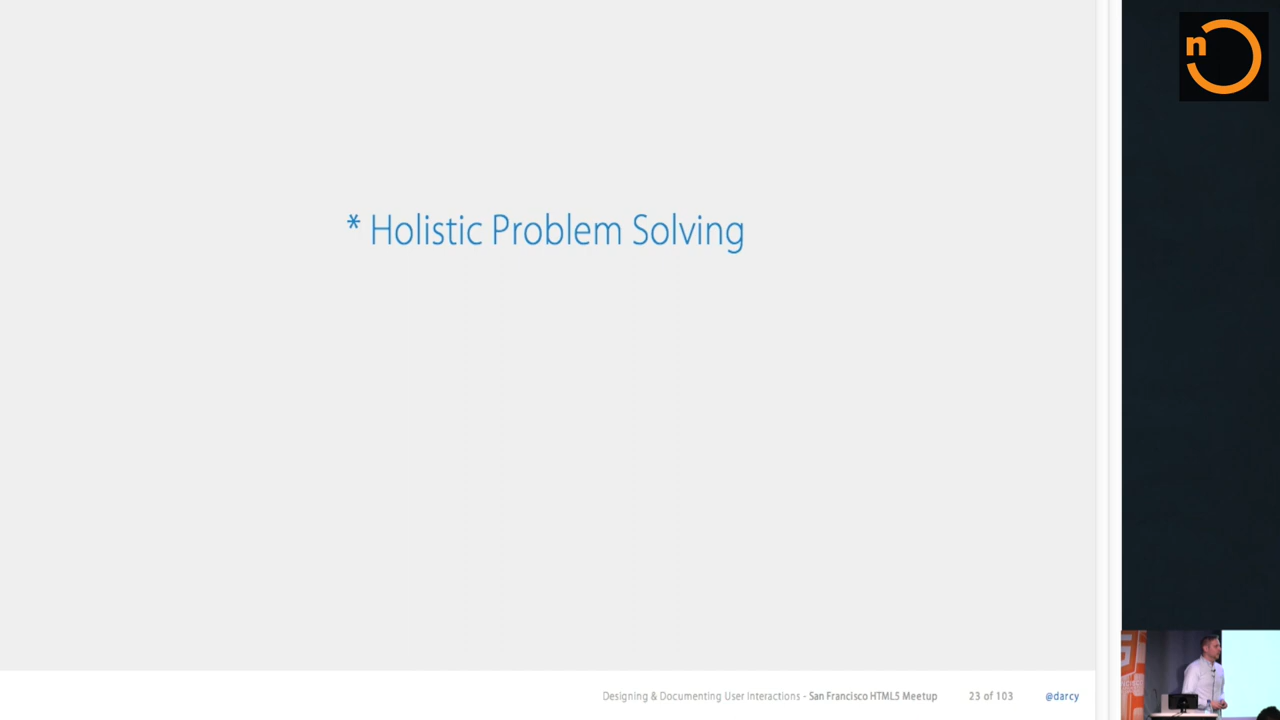 n
* Holistic Problem Solving
Designing & Documenting User Interactions - San Francisco HTML5 Meetup 23 of 103 @darcy